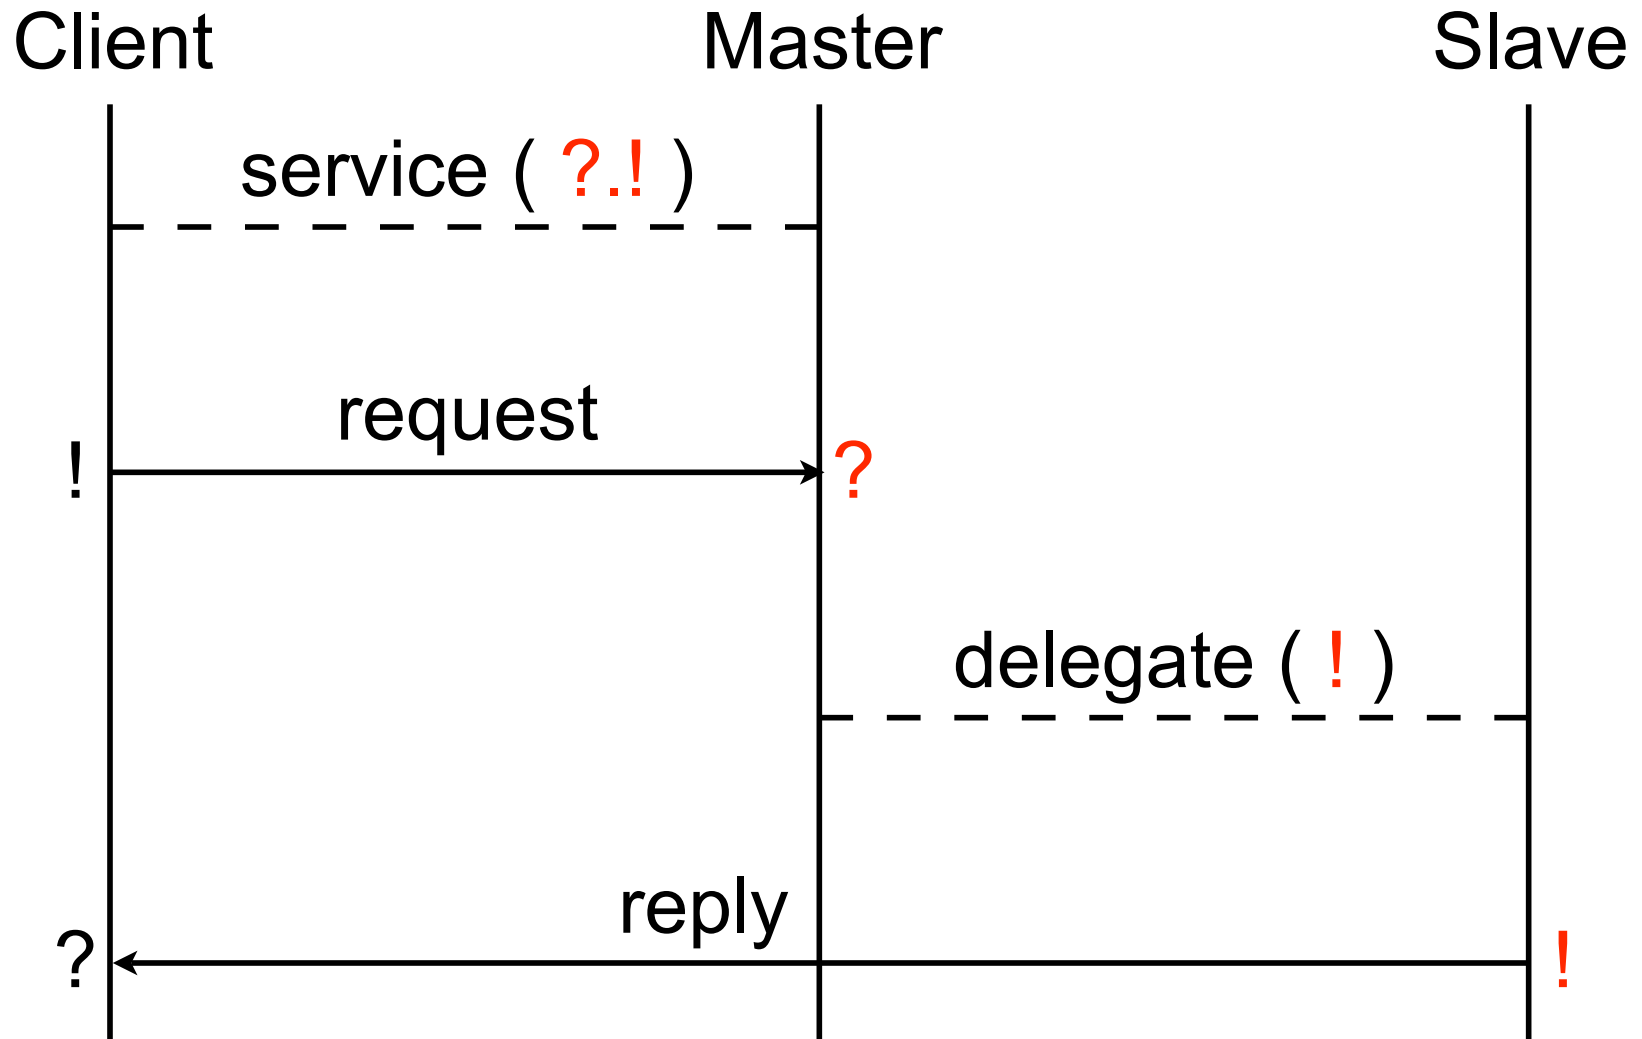 Client Master Slave
service ( ?.! )
request
! ?
delegate ( ! )
reply
? !